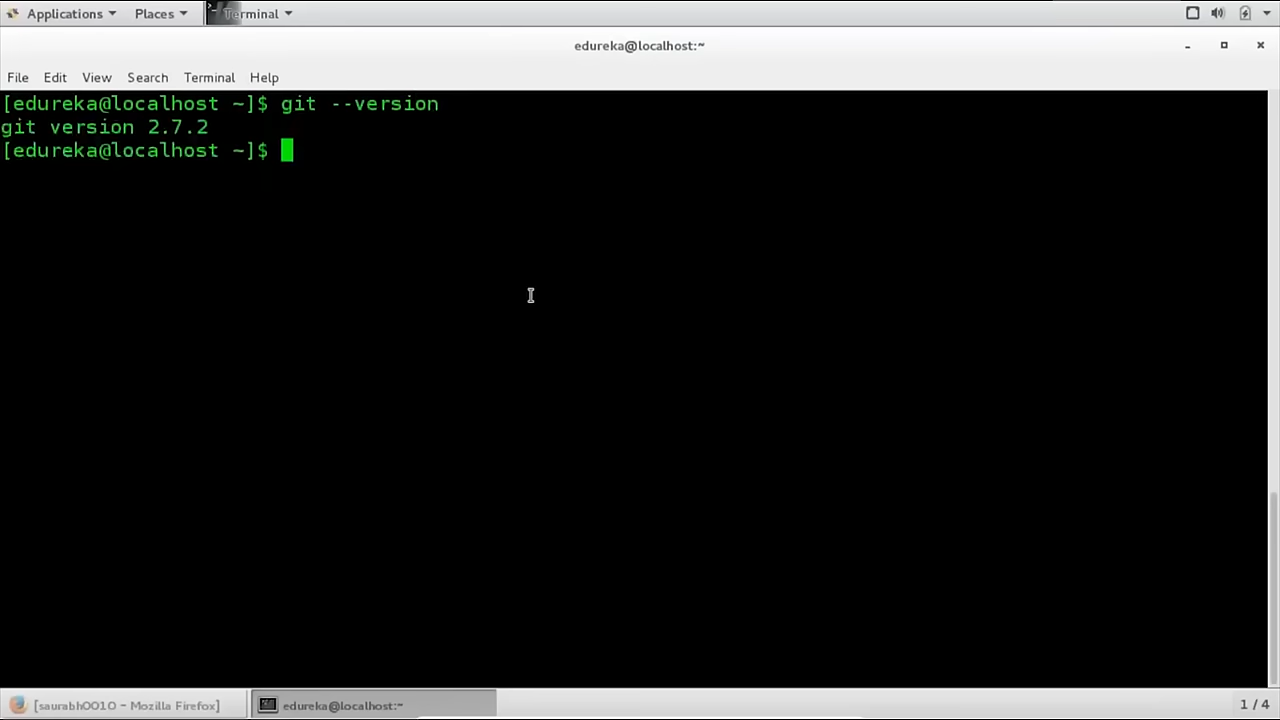 Applications Places Terminal
edureka@localhost:~
File Edit View Search Terminal Help
[edureka@localhost ~]$ git --version
git version 2.7.2
[edureka@localhost ~]$
[saurabh0010 – Mozilla Firefox] edureka@localhost:~ 1 / 4